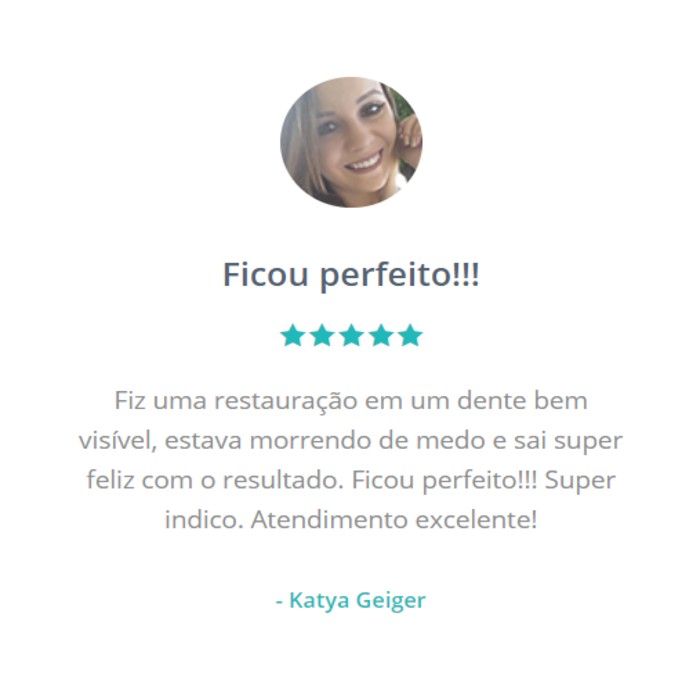 Ficou perfeito!!!
Fiz uma restauração em um dente bem
visível, estava morrendo de medo e sai super
feliz com o resultado. Ficou perfeito!!! Super
indico. Atendimento excelente!
- Katya Geiger